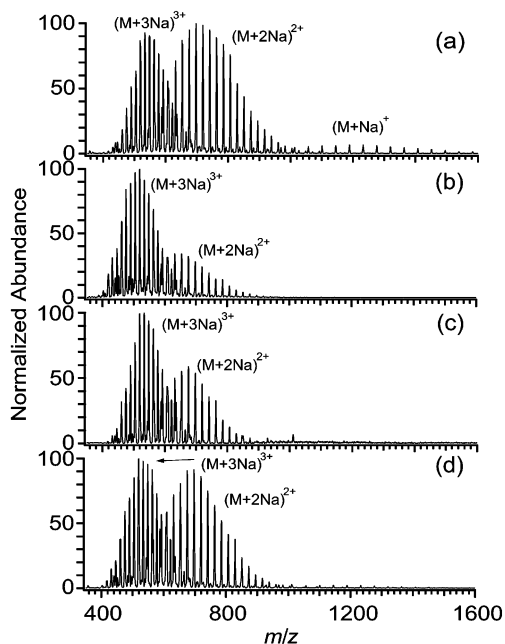 100
(M+3Na)3+
(M+2Na)2+
(a)
50
(M+Na)+
0
100
(M+3Na)3+
(b)
50
(M+2Na)2+
0
Normalized Abundance
100
(M+3Na)3+
(c)
(M+2Na)2+
50
0
100
(M+3Na)3+
(d)
(M+2Na)2+
50
0
400 800 1200 1600
m/z